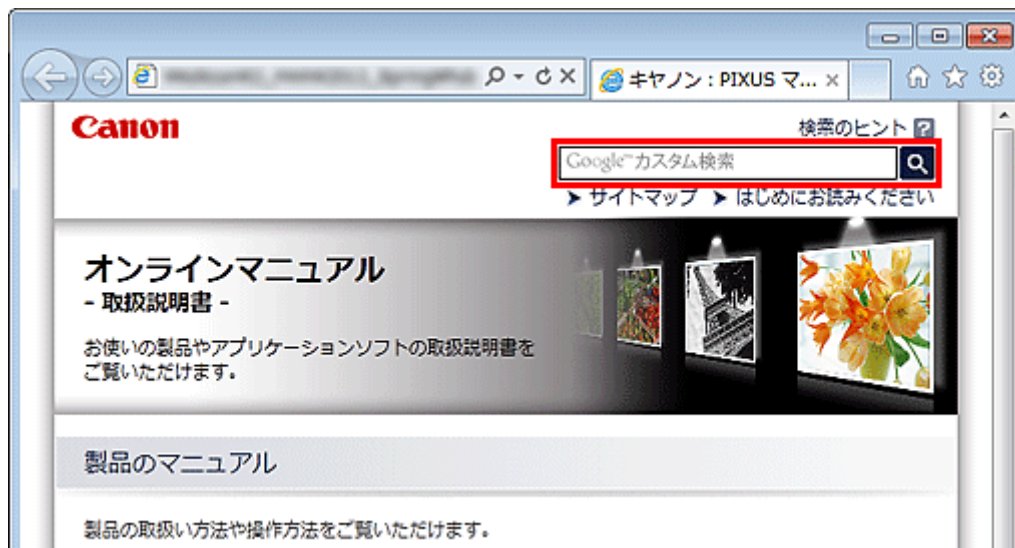 キヤノン : PIXUS マ...
Canon
検索のヒント ?
Google™カスタム検索
サイトマップ はじめにお読みください
オンラインマニュアル
- 取扱説明書 -
お使いの製品やアプリケーションソフトの取扱説明書を
ご覧いただけます。
製品のマニュアル
製品の取扱い方法や操作方法をご覧いただけます。